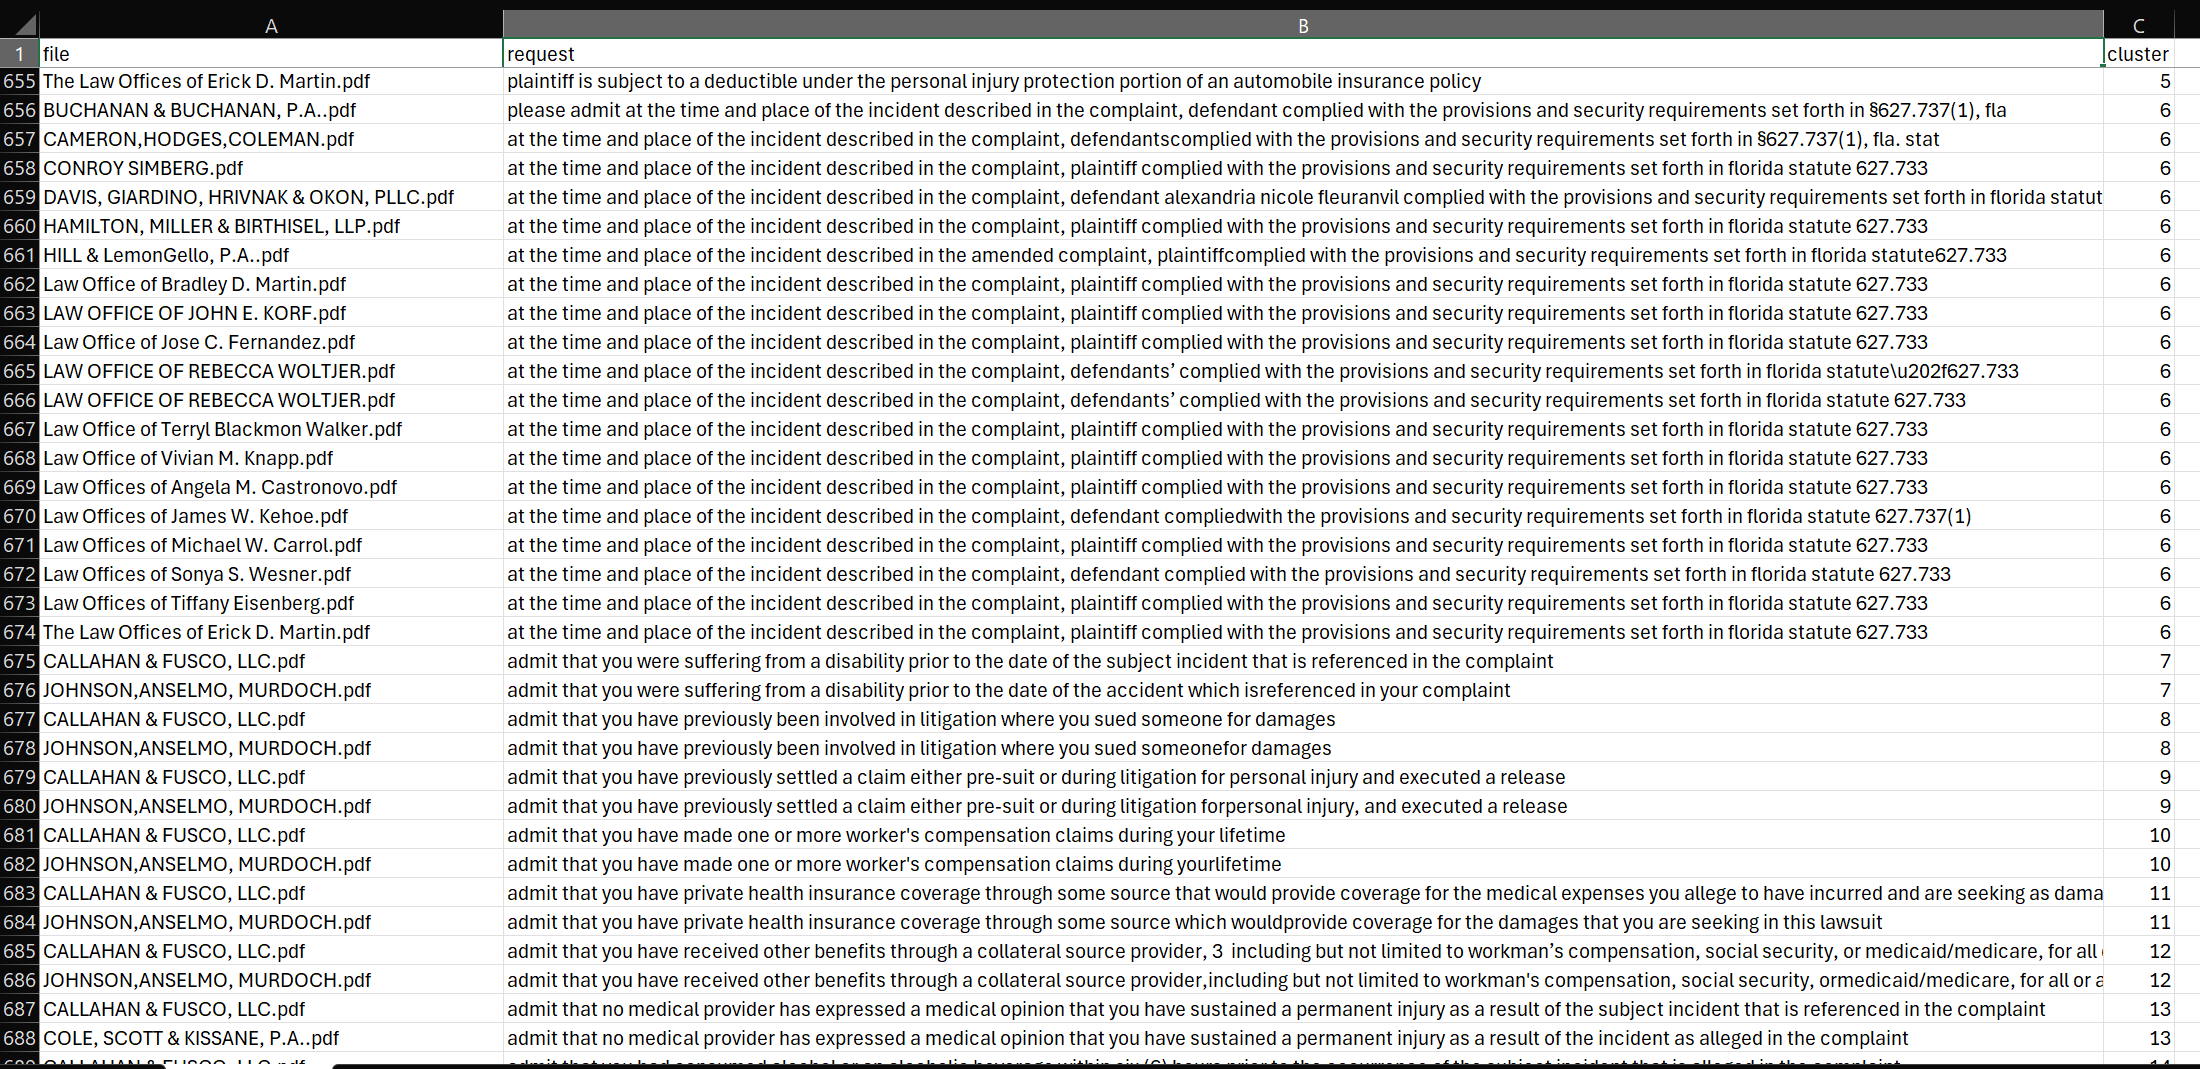 A B C
1 file request cluster
655 The Law Offices of Erick D. Martin.pdf plaintiff is subject to a deductible under the personal injury protection portion of an automobile insurance policy 5
656 BUCHANAN & BUCHANAN, P.A..pdf please admit at the time and place of the incident described in the complaint, defendant complied with the provisions and security requirements set forth in §627.737(1), fla 6
657 CAMERON,HODGES,COLEMAN.pdf at the time and place of the incident described in the complaint, defendantscomplied with the provisions and security requirements set forth in §627.737(1), fla. stat 6
658 CONROY SIMBERG.pdf at the time and place of the incident described in the complaint, plaintiff complied with the provisions and security requirements set forth in florida statute 627.733 6
659 DAVIS, GIARDINO, HRIVNAK & OKON, PLLC.pdf at the time and place of the incident described in the complaint, defendant alexandria nicole fleuranvil complied with the provisions and security requirements set forth in florida statut 6
660 HAMILTON, MILLER & BIRTHISEL, LLP.pdf at the time and place of the incident described in the complaint, plaintiff complied with the provisions and security requirements set forth in florida statute 627.733 6
661 HILL & LemonGello, P.A..pdf at the time and place of the incident described in the amended complaint, plaintiffcomplied with the provisions and security requirements set forth in florida statute627.733 6
662 Law Office of Bradley D. Martin.pdf at the time and place of the incident described in the complaint, plaintiff complied with the provisions and security requirements set forth in florida statute 627.733 6
663 LAW OFFICE OF JOHN E. KORF.pdf at the time and place of the incident described in the complaint, plaintiff complied with the provisions and security requirements set forth in florida statute 627.733 6
664 Law Office of Jose C. Fernandez.pdf at the time and place of the incident described in the complaint, plaintiff complied with the provisions and security requirements set forth in florida statute 627.733 6
665 LAW OFFICE OF REBECCA WOLTJER.pdf at the time and place of the incident described in the complaint, defendants’ complied with the provisions and security requirements set forth in florida statute\u202f627.733 6
666 LAW OFFICE OF REBECCA WOLTJER.pdf at the time and place of the incident described in the complaint, defendants’ complied with the provisions and security requirements set forth in florida statute 627.733 6
667 Law Office of Terryl Blackmon Walker.pdf at the time and place of the incident described in the complaint, plaintiff complied with the provisions and security requirements set forth in florida statute 627.733 6
668 Law Office of Vivian M. Knapp.pdf at the time and place of the incident described in the complaint, plaintiff complied with the provisions and security requirements set forth in florida statute 627.733 6
669 Law Offices of Angela M. Castronovo.pdf at the time and place of the incident described in the complaint, plaintiff complied with the provisions and security requirements set forth in florida statute 627.733 6
670 Law Offices of James W. Kehoe.pdf at the time and place of the incident described in the complaint, defendant compliedwith the provisions and security requirements set forth in florida statute 627.737(1) 6
671 Law Offices of Michael W. Carrol.pdf at the time and place of the incident described in the complaint, plaintiff complied with the provisions and security requirements set forth in florida statute 627.733 6
672 Law Offices of Sonya S. Wesner.pdf at the time and place of the incident described in the complaint, defendant complied with the provisions and security requirements set forth in florida statute 627.733 6
673 Law Offices of Tiffany Eisenberg.pdf at the time and place of the incident described in the complaint, plaintiff complied with the provisions and security requirements set forth in florida statute 627.733 6
674 The Law Offices of Erick D. Martin.pdf at the time and place of the incident described in the complaint, plaintiff complied with the provisions and security requirements set forth in florida statute 627.733 6
675 CALLAHAN & FUSCO, LLC.pdf admit that you were suffering from a disability prior to the date of the subject incident that is referenced in the complaint 7
676 JOHNSON,ANSELMO, MURDOCH.pdf admit that you were suffering from a disability prior to the date of the accident which isreferenced in your complaint 7
677 CALLAHAN & FUSCO, LLC.pdf admit that you have previously been involved in litigation where you sued someone for damages 8
678 JOHNSON,ANSELMO, MURDOCH.pdf admit that you have previously been involved in litigation where you sued someonefor damages 8
679 CALLAHAN & FUSCO, LLC.pdf admit that you have previously settled a claim either pre-suit or during litigation for personal injury and executed a release 9
680 JOHNSON,ANSELMO, MURDOCH.pdf admit that you have previously settled a claim either pre-suit or during litigation forpersonal injury, and executed a release 9
681 CALLAHAN & FUSCO, LLC.pdf admit that you have made one or more worker's compensation claims during your lifetime 10
682 JOHNSON,ANSELMO, MURDOCH.pdf admit that you have made one or more worker's compensation claims during yourlifetime 10
683 CALLAHAN & FUSCO, LLC.pdf admit that you have private health insurance coverage through some source that would provide coverage for the medical expenses you allege to have incurred and are seeking as dama 11
684 JOHNSON,ANSELMO, MURDOCH.pdf admit that you have private health insurance coverage through some source which wouldprovide coverage for the damages that you are seeking in this lawsuit 11
685 CALLAHAN & FUSCO, LLC.pdf admit that you have received other benefits through a collateral source provider, 3 including but not limited to workman’s compensation, social security, or medicaid/medicare, for all 12
686 JOHNSON,ANSELMO, MURDOCH.pdf admit that you have received other benefits through a collateral source provider,including but not limited to workman's compensation, social security, ormedicaid/medicare, for all or a 12
687 CALLAHAN & FUSCO, LLC.pdf admit that no medical provider has expressed a medical opinion that you have sustained a permanent injury as a result of the subject incident that is referenced in the complaint 13
688 COLE, SCOTT & KISSANE, P.A..pdf admit that no medical provider has expressed a medical opinion that you have sustained a permanent injury as a result of the incident as alleged in the complaint 13